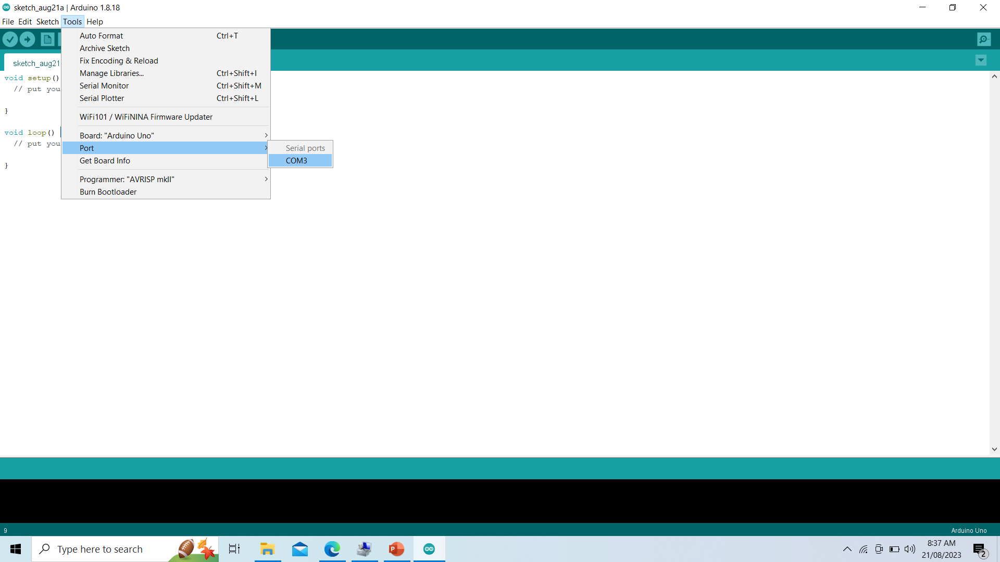 sketch_aug21a | Arduino 1.8.18
File Edit Sketch Tools Help
Auto Format Ctrl+T
Archive Sketch
Fix Encoding & Reload
Manage Libraries... Ctrl+Shift+I
Serial Monitor Ctrl+Shift+M
Serial Plotter Ctrl+Shift+L
WiFi101 / WiFiNINA Firmware Updater
Board: "Arduino Uno"
Port
Get Board Info
Programmer: "AVRISP mkII"
Burn Bootloader
Serial ports
COM3
sketch_aug21
void setup()
// put you
}
void loop()
// put you
}
9
Arduino Uno
Type here to search
8:37 AM
21/08/2023
2